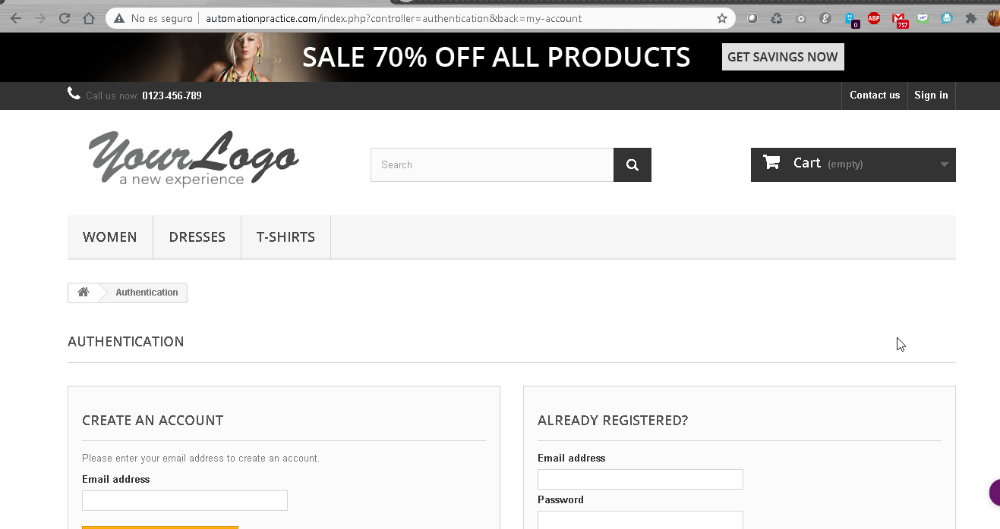 No es seguro automationpractice.com/index.php?controller=authentication&back=my-account
ABP
0
757
SALE 70% OFF ALL PRODUCTS GET SAVINGS NOW
Call us now: 0123-456-789
Contact us Sign in
YourLogo
a new experience
Search
Cart (empty)
WOMEN DRESSES T-SHIRTS
Authentication
AUTHENTICATION
CREATE AN ACCOUNT
Please enter your email address to create an account.
Email address
ALREADY REGISTERED?
Email address
Password